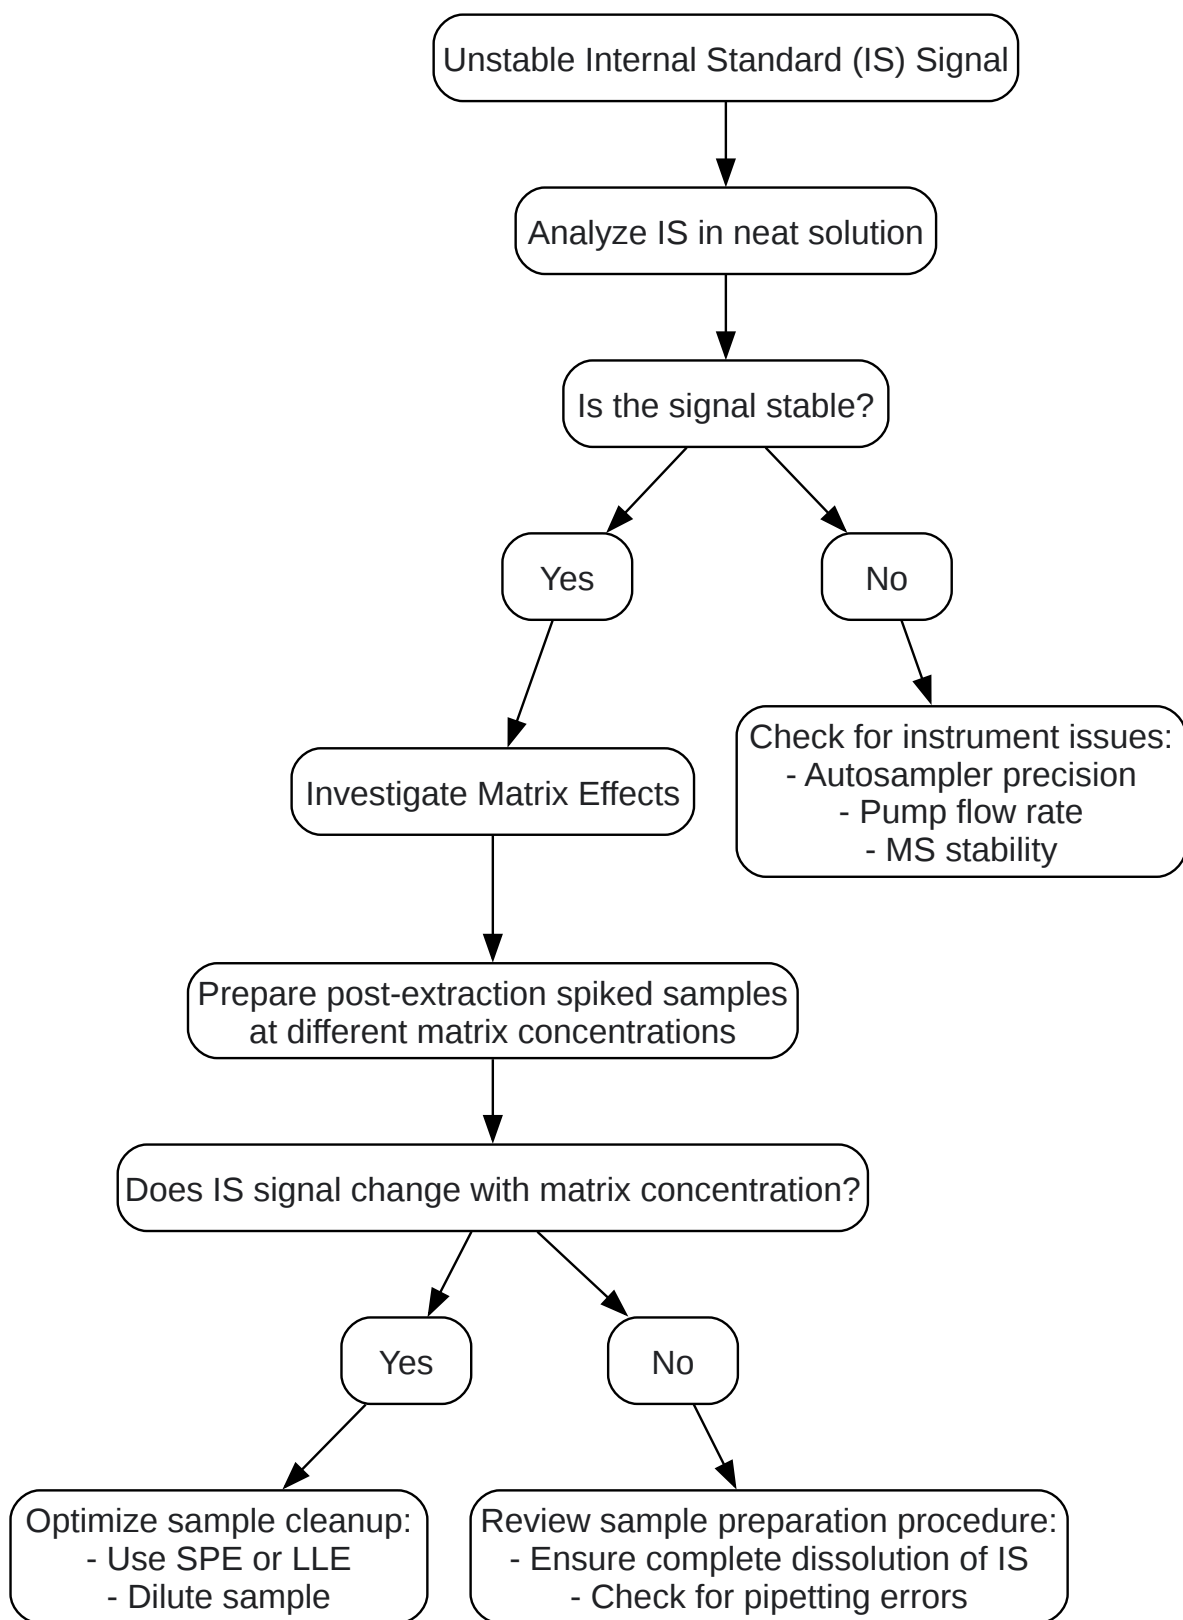 Unstable Internal Standard (IS) Signal
Analyze IS in neat solution
Is the signal stable?
Yes
No
Check for instrument issues:
- Autosampler precision
- Pump flow rate
- MS stability
Investigate Matrix Effects
Prepare post-extraction spiked samples
at different matrix concentrations
Does IS signal change with matrix concentration?
Yes
No
Optimize sample cleanup:
- Use SPE or LLE
- Dilute sample
Review sample preparation procedure:
- Ensure complete dissolution of IS
- Check for pipetting errors